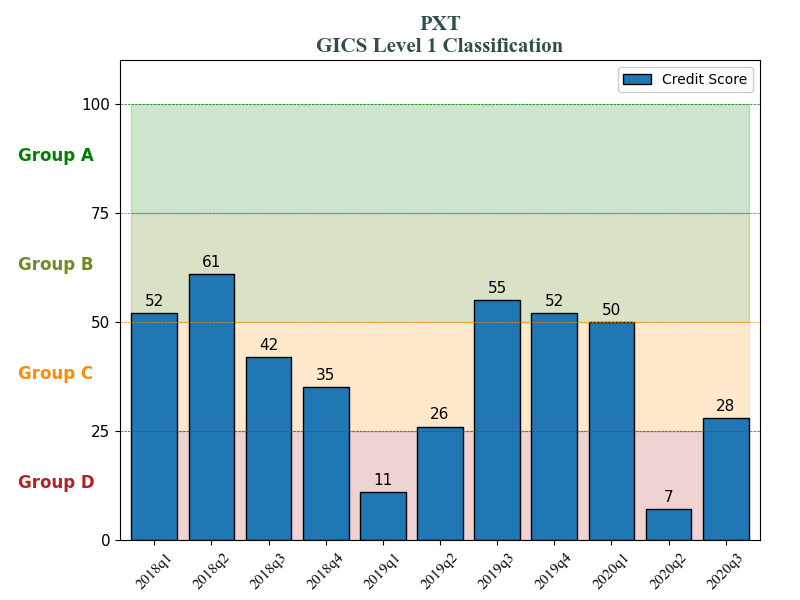 PXT
GICS Level 1 Classification
Credit Score
100
Group A
75
Group B
61
55
52
52
50
50
42
Group C
35
28
26
25
11
Group D
7
0
2018q1
2018q2
2018q3
2018q4
2019q1
2019q2
2019q3
2019q4
2020q1
2020q2
2020q3